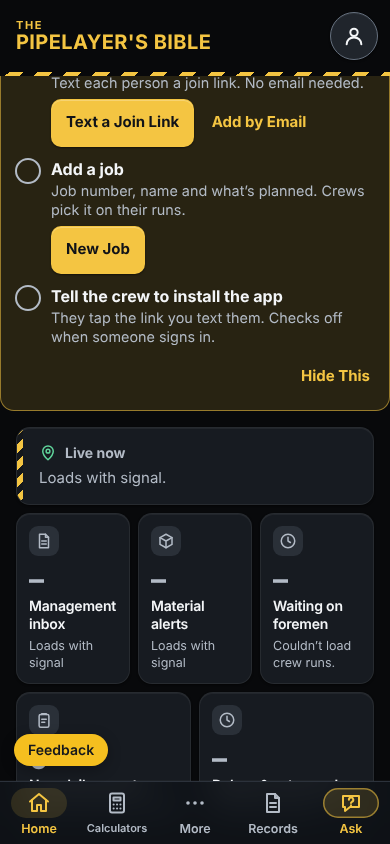 THE
PIPELAYER'S BIBLE
Text each person a join link. No email needed.
Text a Join Link
Add by Email
Add a job
Job number, name and what's planned. Crews
pick it on their runs.
New Job
Tell the crew to install the app
They tap the link you text them. Checks off
when someone signs in.
Hide This
Live now
Loads with signal.
Management
inbox
Loads with
signal
Material
alerts
Loads with
signal
Waiting on
foremen
Couldn't load
crew runs.
Feedback
Home
Calculators
More
Records
Ask